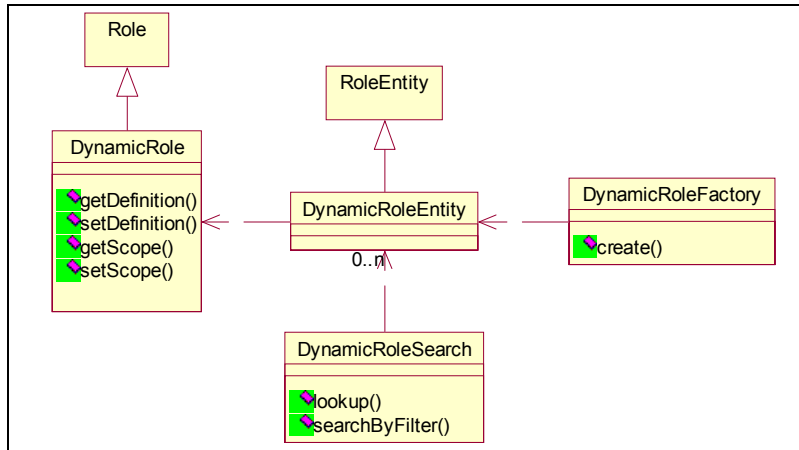 Role
RoleEntity
DynamicRole
getDefinition()
setDefinition()
getScope()
setScope()
DynamicRoleEntity
0..n
DynamicRoleFactory
create()
DynamicRoleSearch
lookup()
searchByFilter()